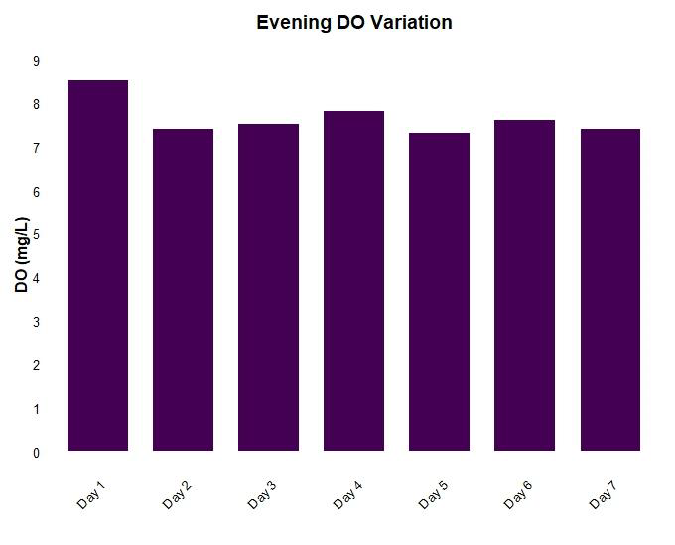 Evening DO Variation
9
8
7
6
5
4
3
2
1
0
DO (mg/L)
Day 1
Day 2
Day 3
Day 4
Day 5
Day 6
Day 7